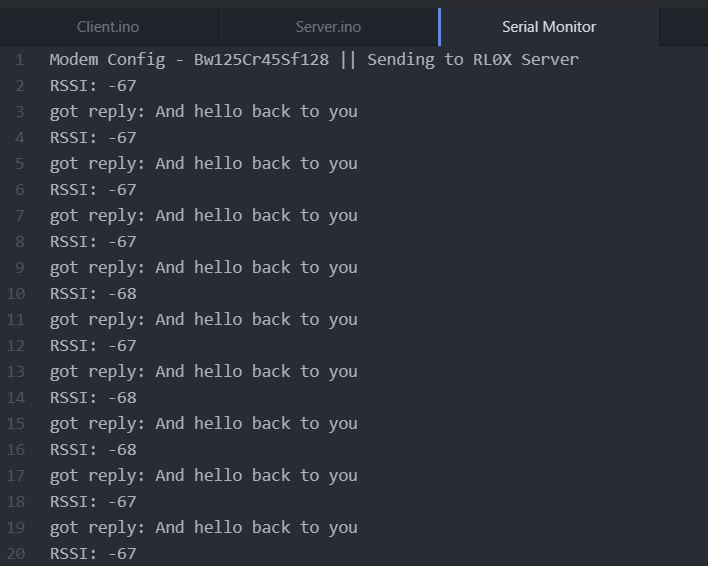 Client.ino Server.ino Serial Monitor
1 Modem Config - Bw125Cr45Sf128 || Sending to RL0X Server
2 RSSI: -67
3 got reply: And hello back to you
4 RSSI: -67
5 got reply: And hello back to you
6 RSSI: -67
7 got reply: And hello back to you
8 RSSI: -67
9 got reply: And hello back to you
10 RSSI: -68
11 got reply: And hello back to you
12 RSSI: -67
13 got reply: And hello back to you
14 RSSI: -68
15 got reply: And hello back to you
16 RSSI: -68
17 got reply: And hello back to you
18 RSSI: -67
19 got reply: And hello back to you
20 RSSI: -67